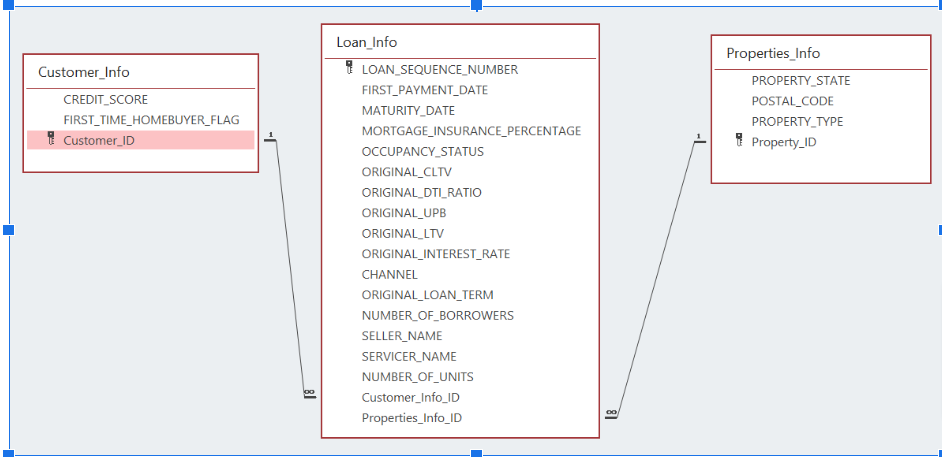 Customer_Info
CREDIT_SCORE
FIRST_TIME_HOMEBUYER_FLAG
Customer_ID
1
∞
Loan_Info
LOAN_SEQUENCE_NUMBER
FIRST_PAYMENT_DATE
MATURITY_DATE
MORTGAGE_INSURANCE_PERCENTAGE
OCCUPANCY_STATUS
ORIGINAL_CLTV
ORIGINAL_DTI_RATIO
ORIGINAL_UPB
ORIGINAL_LTV
ORIGINAL_INTEREST_RATE
CHANNEL
ORIGINAL_LOAN_TERM
NUMBER_OF_BORROWERS
SELLER_NAME
SERVICER_NAME
NUMBER_OF_UNITS
Customer_Info_ID
Properties_Info_ID
∞
1
Properties_Info
PROPERTY_STATE
POSTAL_CODE
PROPERTY_TYPE
Property_ID